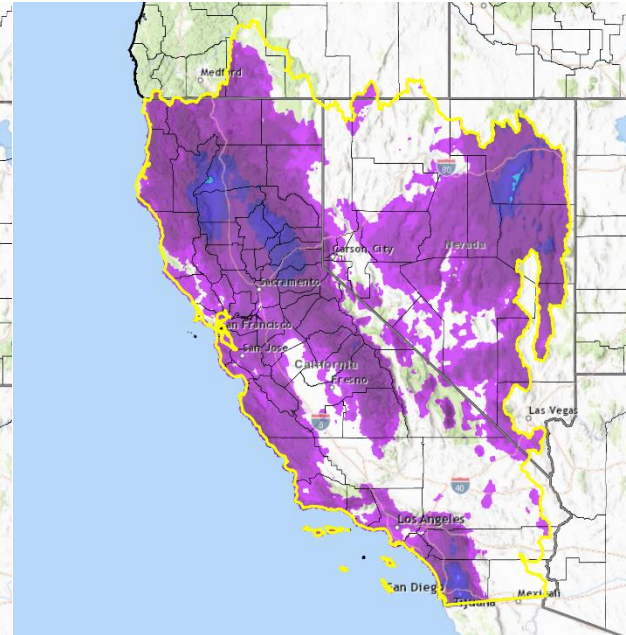 Medford
80
Carson City
Nevada
Sacramento
San Francisco
San Jose
California
Fresno
5
Las Vegas
40
Los Angeles
San Diego
Mexicali
Tijuana